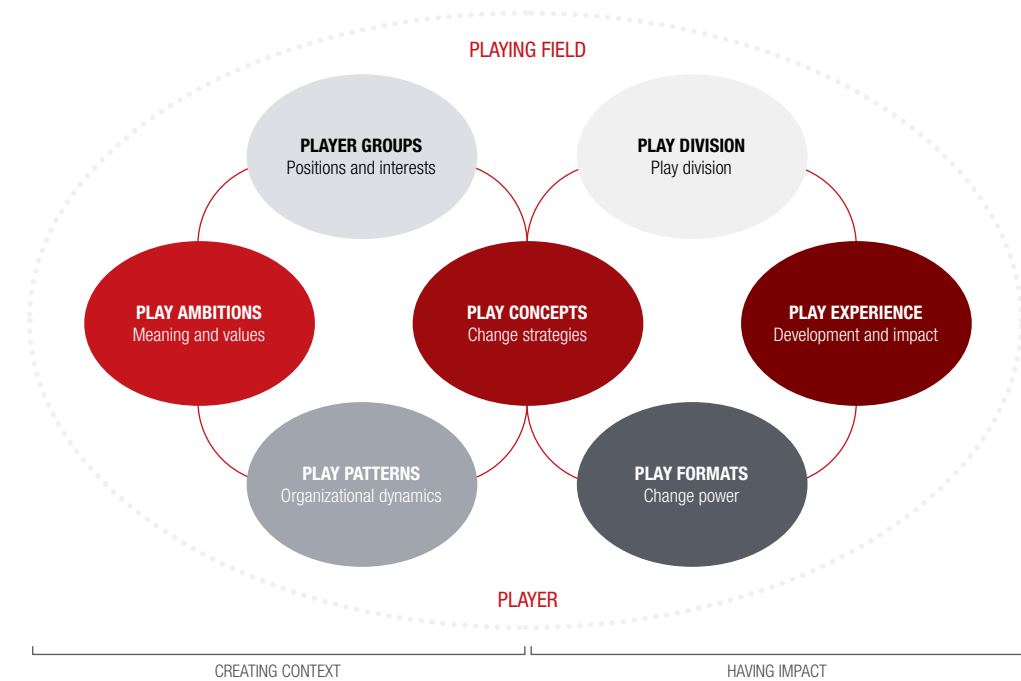 PLAYING FIELD
PLAYER GROUPS
Positions and interests
PLAY DIVISION
Play division
PLAY AMBITIONS
Meaning and values
PLAY CONCEPTS
Change strategies
PLAY EXPERIENCE
Development and impact
PLAY PATTERNS
Organizational dynamics
PLAY FORMATS
Change power
PLAYER
CREATING CONTEXT
HAVING IMPACT